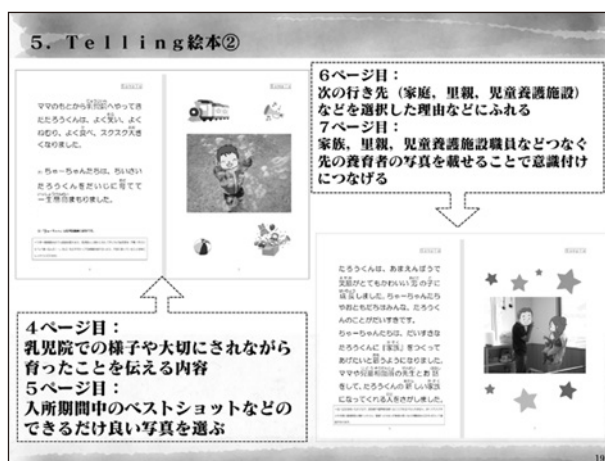 5．Telling絵本②
ママのもとから乳児院へやってき
たたろうくんは、よく笑い、よく
ねむり、よく食べ、スクスク大き
くなりました。
ちゃーちゃんたちは、ちいさい
たろうくんをだいじに育てて
一生懸命まもりました。
6ページ目：
次の行き先（家庭、里親、児童養護施設）
などを選択した理由などにふれる
7ページ目：
家族、里親、児童養護施設職員などつなぐ
先の養育者の写真を載せることで意識付け
につなげる
4ページ目：
乳児院での様子や大切にされながら
育ったことを伝える内容
5ページ目：
入所期間中のベストショットなどの
できるだけ良い写真を選ぶ
たろうくんは、あまえんぼうで
笑顔がとてもかわいい男の子に
成長しました。ちゃーちゃんたち
やおともだちはみんな、たろうく
んのことがだいすきです。
ちゃーちゃんたちは、だいすきな
たろうくんに「家族」をつくって
あげたいと願うようになりました。
ママや児童相談所の先生とお話
をして、たろうくんの新しい家族
になってくれる人をさがしました。
19